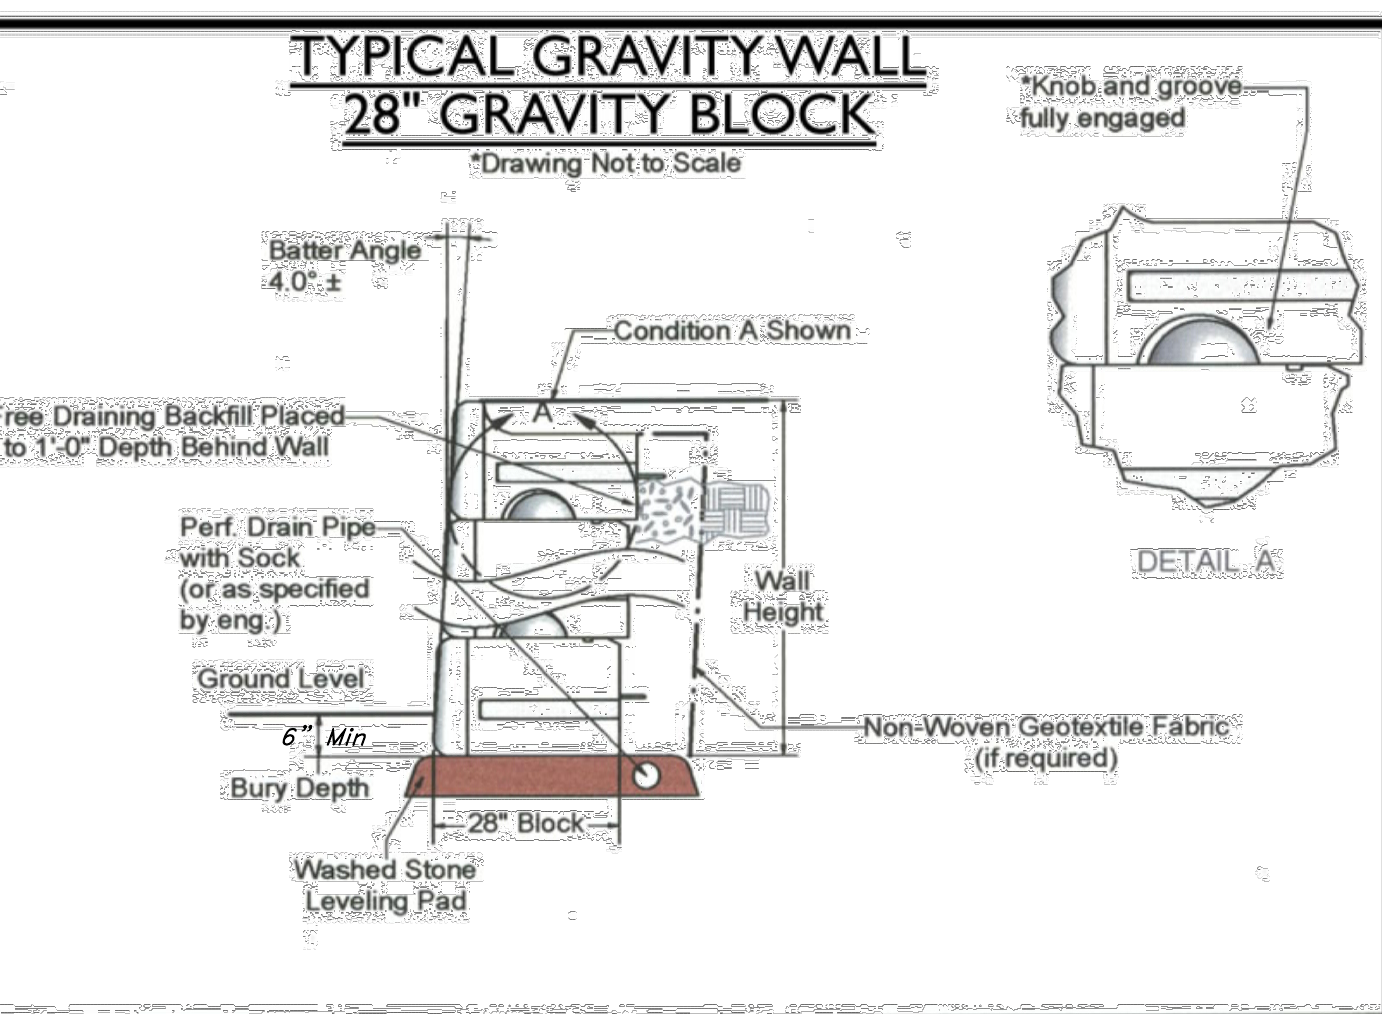 TYPICAL GRAVITY WALL
28" GRAVITY BLOCK
*Drawing Not to Scale
*Knob and groove
fully engaged
Batter Angle
4.0° ±
Condition A Shown
A
ree Draining Backfill Placed
to 1'-0" Depth Behind Wall
Perf. Drain Pipe
with Sock
(or as specified
by eng.)
DETAIL A
Wall
Height
Ground Level
6" Min
Bury Depth
Non-Woven Geotextile Fabric
(if required)
28" Block
Washed Stone
Leveling Pad